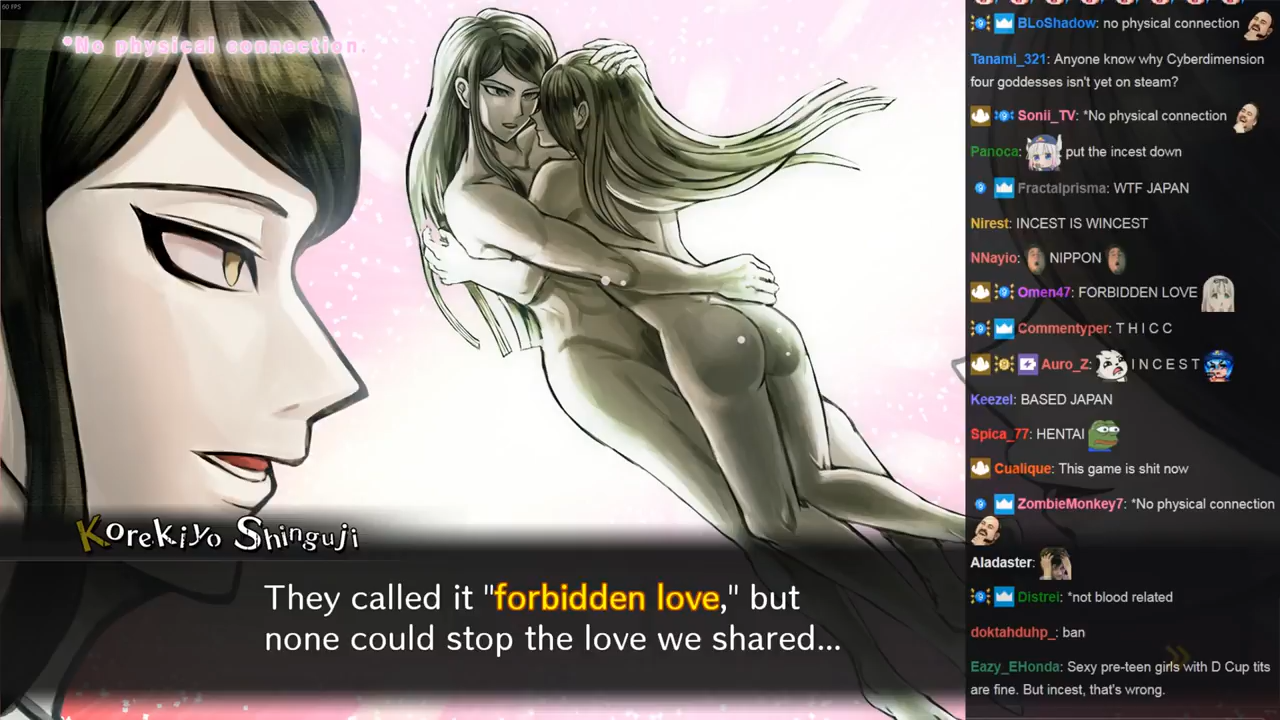 60 FPS
*No physical connection.
Korekiyo Shinguji
They called it "forbidden love," but
none could stop the love we shared...
BLoShadow: no physical connection
Tanami_321: Anyone know why Cyberdimension
four goddesses isn't yet on steam?
Sonii_TV: *No physical connection
Panoca: put the incest down
Fractalprisma: WTF JAPAN
Nirest: INCEST IS WINCEST
NNayio: NIPPON
Omen47: FORBIDDEN LOVE
Commentyper: T H I C C
Auro_Z: I N C E S T
Keezel: BASED JAPAN
Spica_77: HENTAI
Cualique: This game is shit now
ZombieMonkey7: *No physical connection
Aladaster:
Distrei: *not blood related
doktahduhp_: ban
Eazy_EHonda: Sexy pre-teen girls with D Cup tits
are fine. But incest, that's wrong.